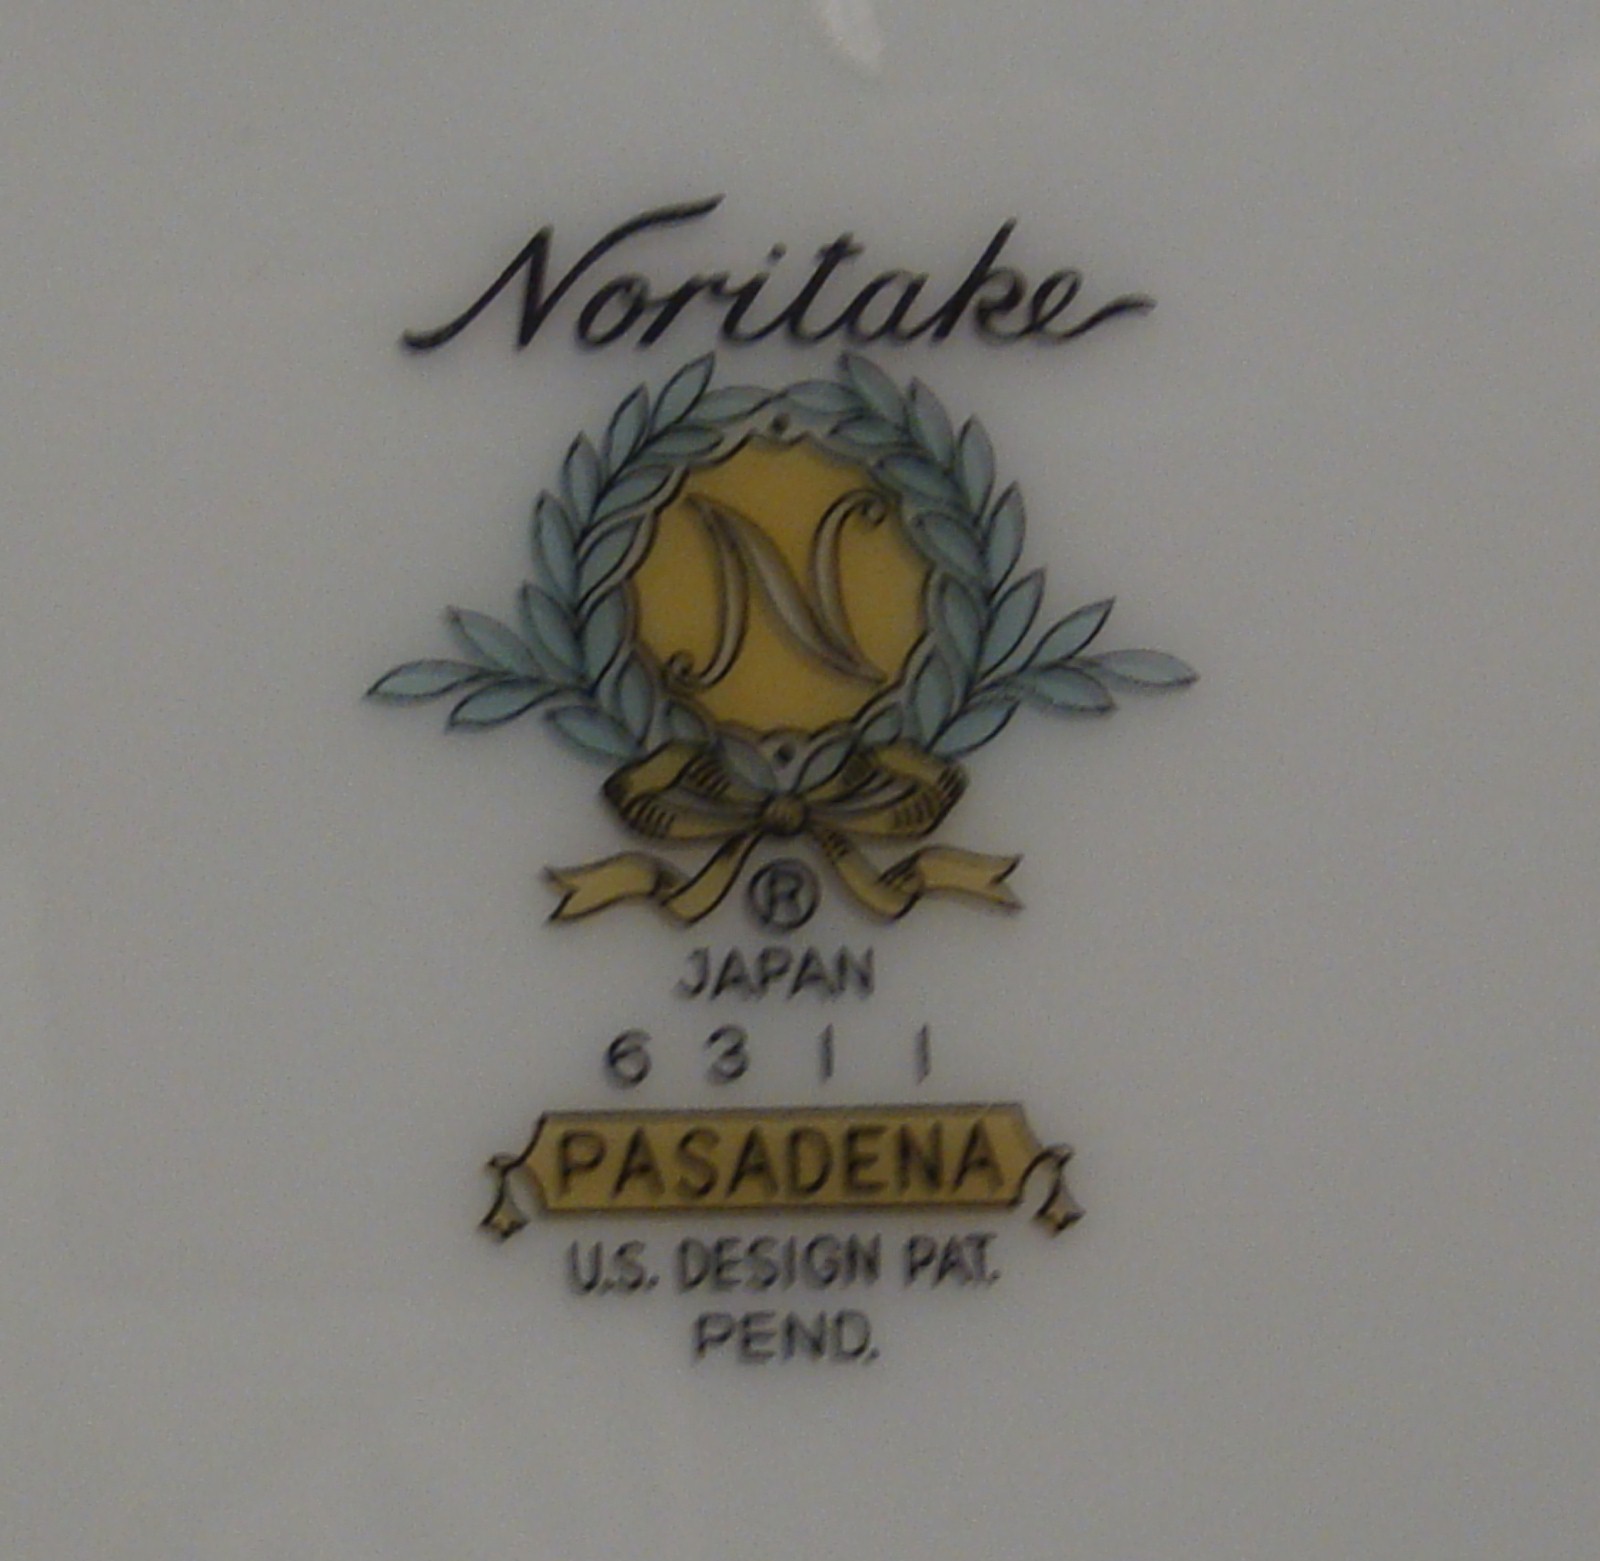 Noritake
N
®
JAPAN
6311
PASADENA
U.S. DESIGN PAT.
PEND.